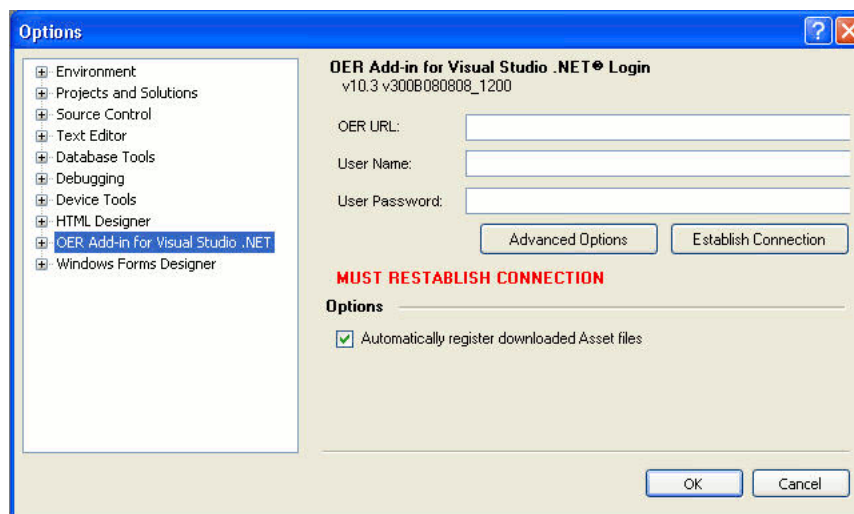 Options
Environment
Projects and Solutions
Source Control
Text Editor
Database Tools
Debugging
Device Tools
HTML Designer
OER Add-in for Visual Studio .NET
Windows Forms Designer
OER Add-in for Visual Studio .NET® Login
v10.3 v300B080808_1200
OER URL:
User Name:
User Password:
Advanced Options
Establish Connection
MUST RESTABLISH CONNECTION
Options
Automatically register downloaded Asset files
OK
Cancel